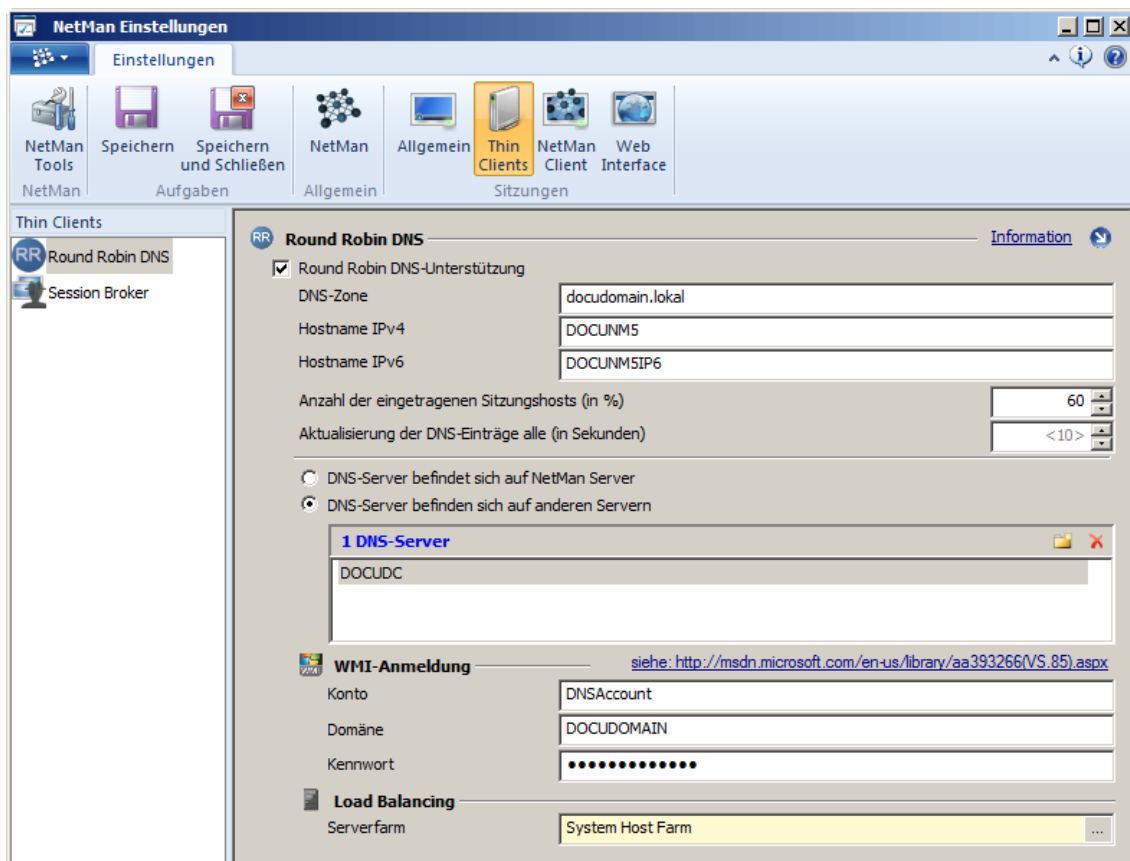 NetMan Einstellungen
Einstellungen
NetMan Tools
Speichern
Speichern und Schließen
NetMan
Allgemein
Thin Clients
NetMan Client
Web Interface
NetMan
Aufgaben
Allgemein
Sitzungen
Thin Clients
RR Round Robin DNS
Session Broker
RR Round Robin DNS
Information
Round Robin DNS-Unterstützung
DNS-Zone docudomain.lokal
Hostname IPv4 DOCUNM5
Hostname IPv6 DOCUNM5IP6
Anzahl der eingetragenen Sitzungshosts (in %) 60
Aktualisierung der DNS-Einträge alle (in Sekunden) <10>
DNS-Server befindet sich auf NetMan Server
DNS-Server befinden sich auf anderen Servern
1 DNS-Server
DOCUDC
WMI-Anmeldung siehe: http://msdn.microsoft.com/en-us/library/aa393266(VS.85).aspx
Konto DNSAccount
Domäne DOCUDOMAIN
Kennwort •••••••••••••
Load Balancing
Serverfarm System Host Farm ...